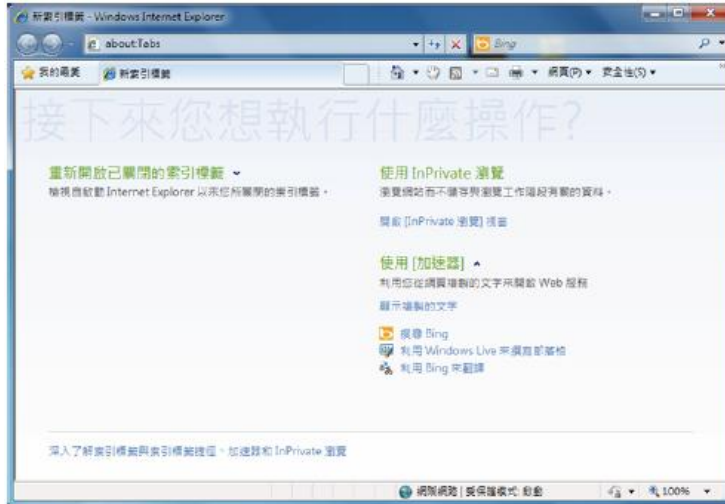 新索引標籤 - Windows Internet Explorer
about:Tabs
Bing
我的最愛
新索引標籤
網頁(P)
安全性(S)
接下來您想執行什麼操作?
重新開啟已關閉的索引標籤
檢視自啟動 Internet Explorer 以來您所關閉的索引標籤。
使用 InPrivate 瀏覽
瀏覽網站而不儲存與瀏覽工作階段有關的資料。
開啟 [InPrivate 瀏覽] 視窗
使用 [加速器]
利用您從網頁複製的文字來開啟 Web 服務
顯示複製的文字
搜尋 Bing
利用 Windows Live 來撰寫部落格
利用 Bing 來翻譯
深入了解索引標籤與索引標籤捷徑、加速器和 InPrivate 瀏覽
網際網路 | 受保護模式: 啟動
100%